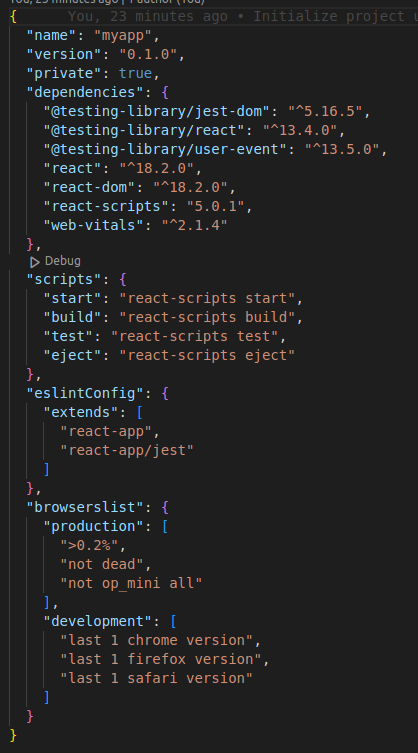 You, 23 minutes ago | 1 author (You)
{ You, 23 minutes ago • Initialize project u
"name": "myapp",
"version": "0.1.0",
"private": true,
"dependencies": {
"@testing-library/jest-dom": "^5.16.5",
"@testing-library/react": "^13.4.0",
"@testing-library/user-event": "^13.5.0",
"react": "^18.2.0",
"react-dom": "^18.2.0",
"react-scripts": "5.0.1",
"web-vitals": "^2.1.4"
},
Debug
"scripts": {
"start": "react-scripts start",
"build": "react-scripts build",
"test": "react-scripts test",
"eject": "react-scripts eject"
},
"eslintConfig": {
"extends": [
"react-app",
"react-app/jest"
]
},
"browserslist": {
"production": [
">0.2%",
"not dead",
"not op_mini all"
],
"development": [
"last 1 chrome version",
"last 1 firefox version",
"last 1 safari version"
]
}
}